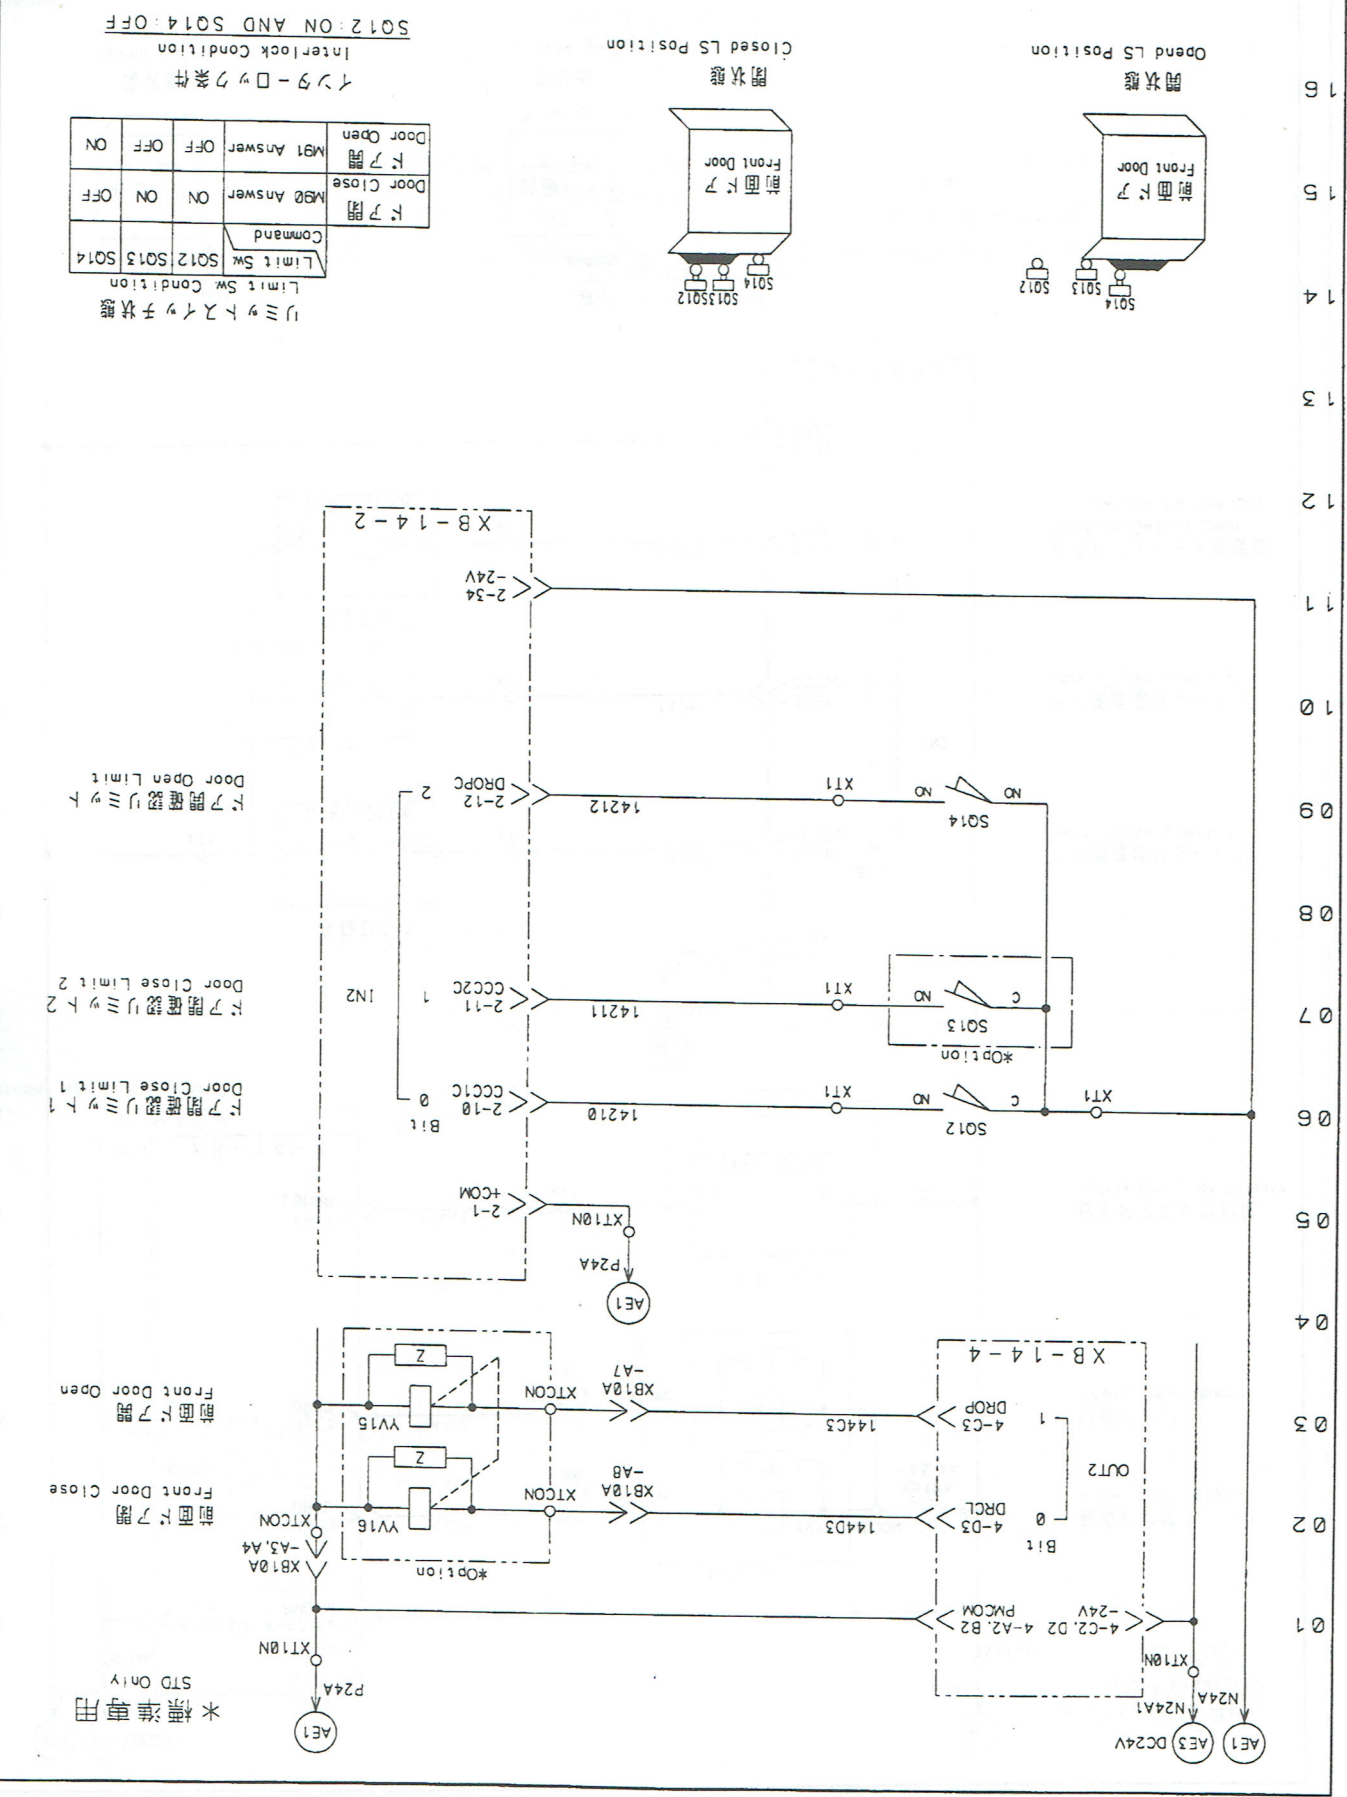 ＊標準専用
STD Only
AE1
P24A
XT10N
AE3
DC24V
AE1
N24A1
N24A
XT10N
01
4-C2.D2
-24V
4-A2.B2
PMCOM
XB10A
-A3,A4
XTCON
*Option
02
Bit
0
4-D3
DRCL
144D3
XB10A
-A8
XTCON
YV16
Z
前面ドア閉
Front Door Close
OUT2
03
1
4-C3
DROP
144C3
XB10A
-A7
XTCON
YV15
Z
前面ドア開
Front Door Open
XB-14-4
04
AE1
P24A
XT10N
05
2-1
+COM
06
XT1
C
SQ12
NO
XT1
14210
2-10
CCC1C
Bit
0
ドア閉確認リミット1
Door Close Limit 1
*Option
07
C
SQ13
NO
XT1
14211
2-11
CCC2C
1
IN2
ドア閉確認リミット2
Door Close Limit 2
08
09
NO
SQ14
NO
XT1
14212
2-12
DROPC
2
ドア開確認リミット
Door Open Limit
10
11
2-34
-24V
XB-14-2
12
13
14
SQ14
SQ13
SQ12
SQ14
SQ13
SQ12
リミットスイッチ状態
Limit Sw. Condition
Limit Sw.
Command
SQ12
SQ13
SQ14
15
前面ドア
Front Door
前面ドア
Front Door
ドア閉
Door Close
M90 Answer
ON
ON
OFF
ドア開
Door Open
M91 Answer
OFF
OFF
ON
16
開状態
Opend LS Position
閉状態
Closed LS Position
インターロック条件
Interlock Condition
SQ12:ON AND SQ14:OFF